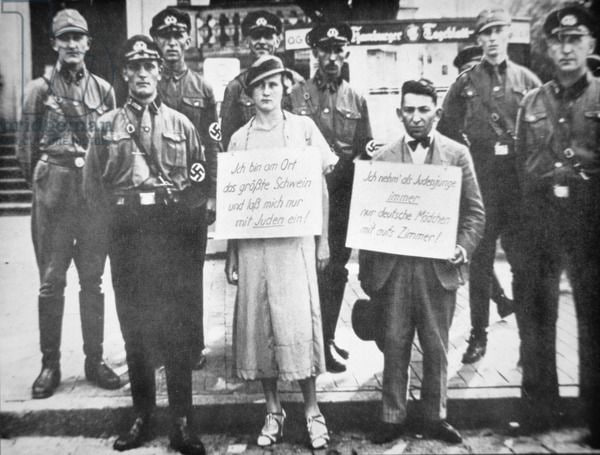 OG
Hamburger Tageblatt
Ich bin am Ort
das größte Schwein
und laß mich nur
mit Juden ein!
Ich nehm' als Judenjunge
immer
nur deutsche Mädchen
mit aufs Zimmer!